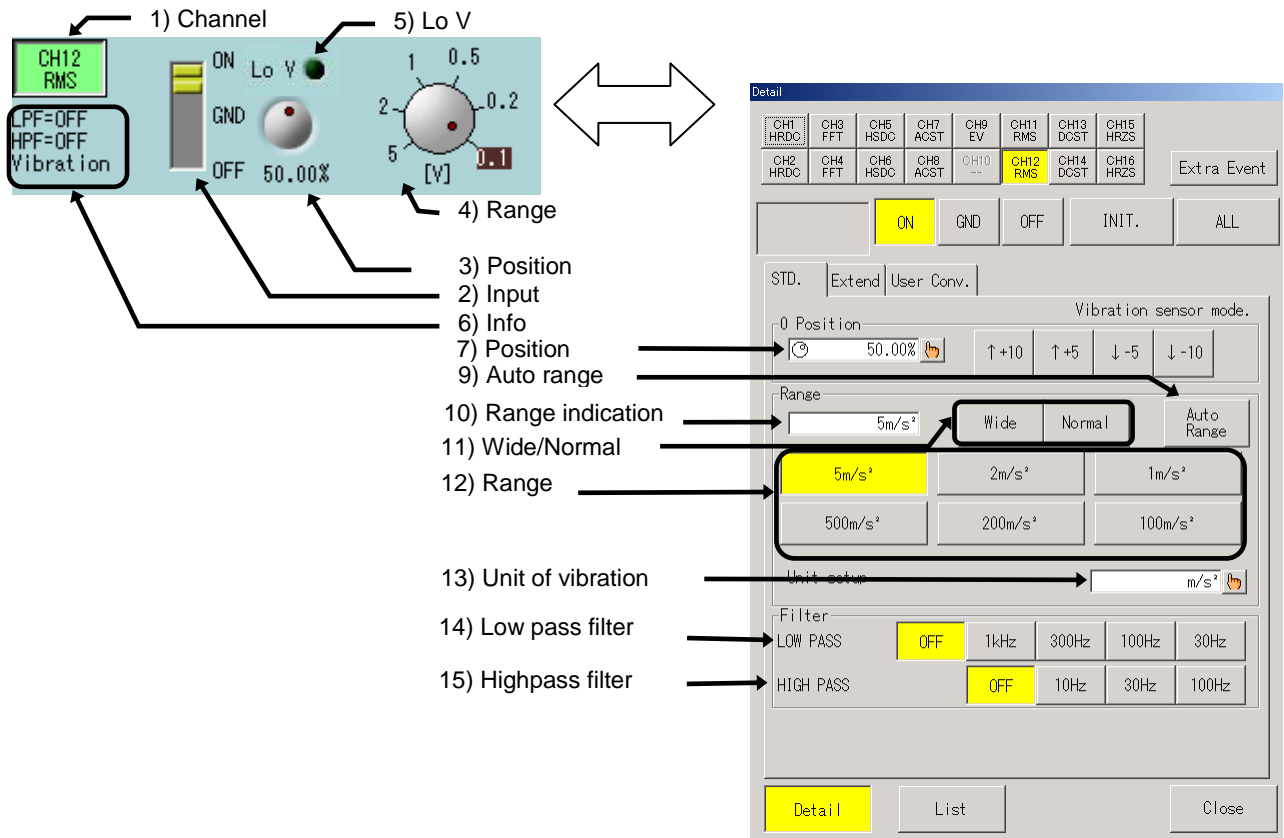 1) Channel
5) Lo V
CH12
RMS
LPF=OFF
HPF=OFF
Vibration
ON
GND
OFF
Lo V
50.00%
1
0.5
2
0.2
5
0.1
[V]
4) Range
3) Position
2) Input
6) Info
7) Position
9) Auto range
10) Range indication
11) Wide/Normal
12) Range
13) Unit of vibration
14) Low pass filter
15) Highpass filter
Detail
CH1 HRDC CH3 FFT CH5 HSDC CH7 ACST CH9 EV CH11 RMS CH13 DCST CH15 HRZS
CH2 HRDC CH4 FFT CH6 HSDC CH8 ACST CH10 -- CH12 RMS CH14 DCST CH16 HRZS Extra Event
ON GND OFF INIT. ALL
STD. Extend User Conv.
Vibration sensor mode.
0 Position
50.00% ↑+10 ↑+5 ↓-5 ↓-10
Range
5m/s² Wide Normal Auto Range
5m/s² 2m/s² 1m/s²
500m/s² 200m/s² 100m/s²
Unit setup m/s²
Filter
LOW PASS OFF 1kHz 300Hz 100Hz 30Hz
HIGH PASS OFF 10Hz 30Hz 100Hz
Detail List Close